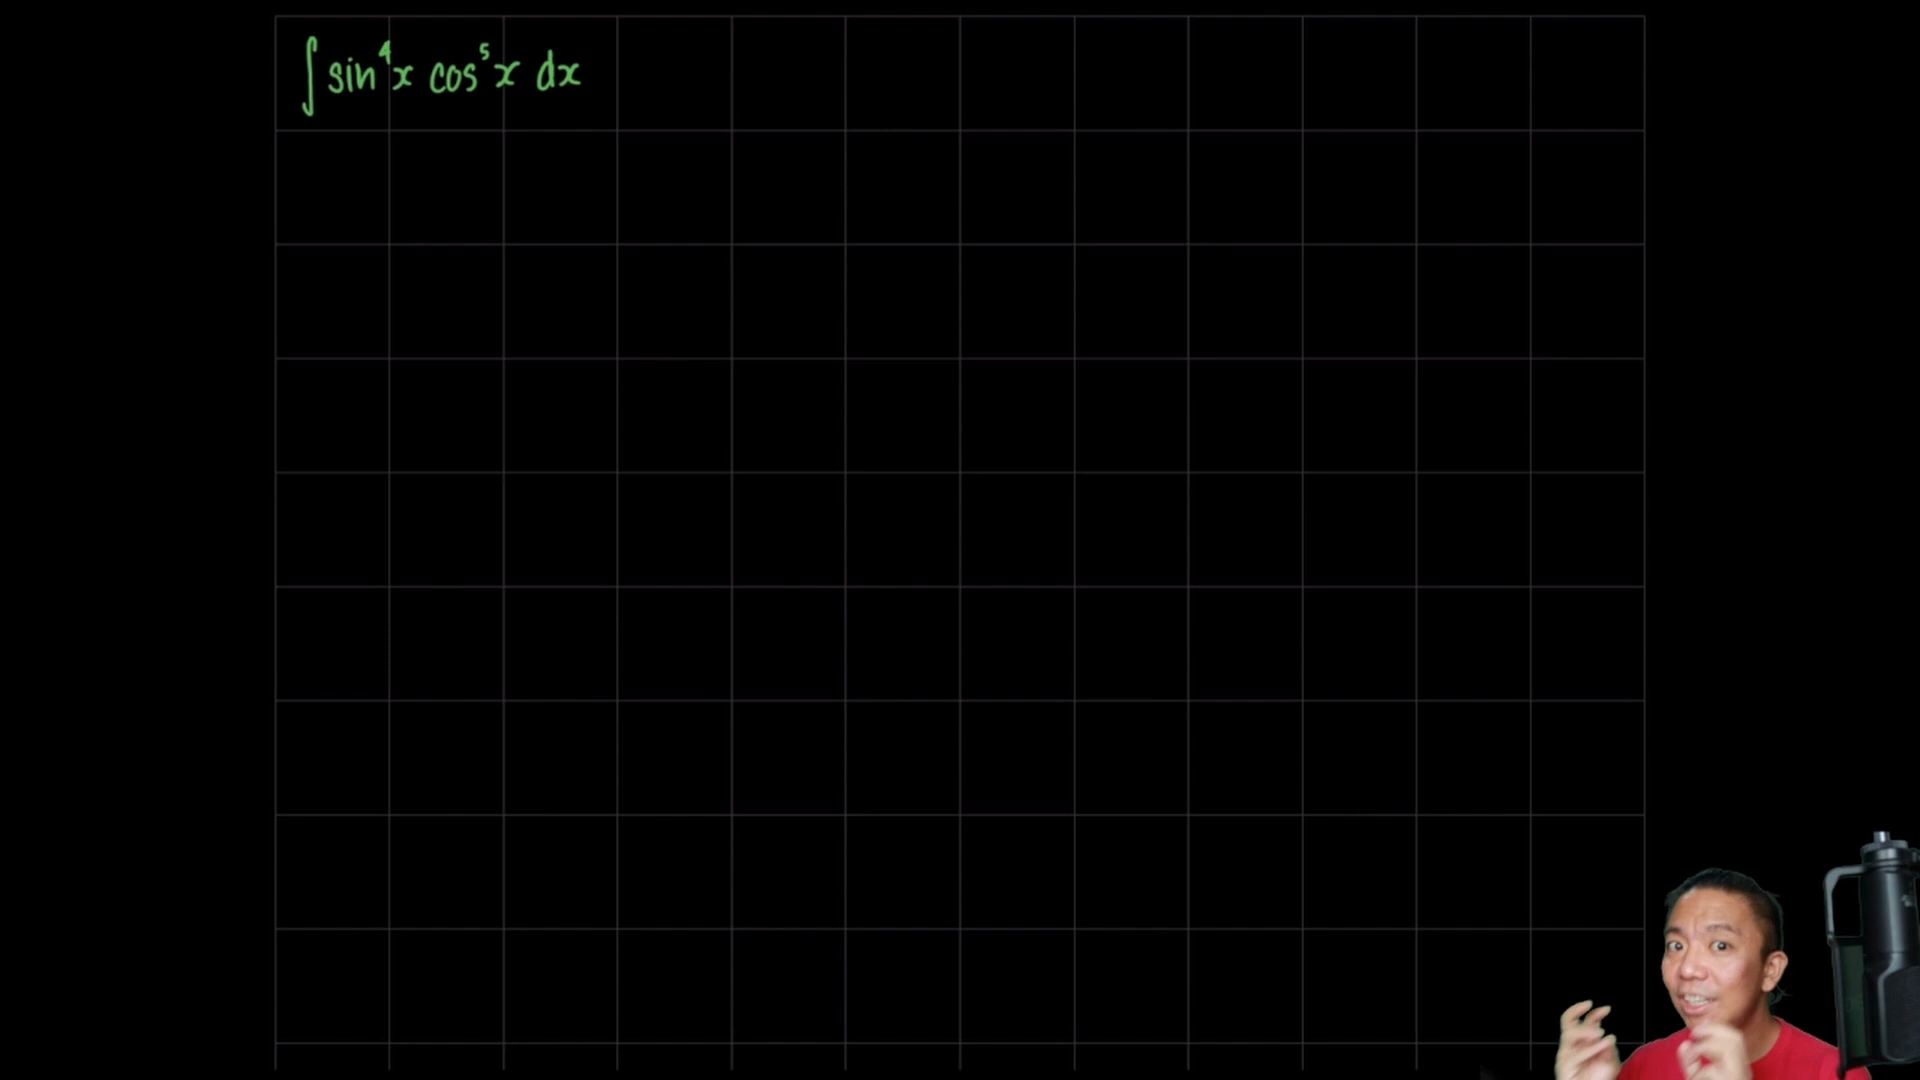 ∫ sin⁴x cos⁵x dx